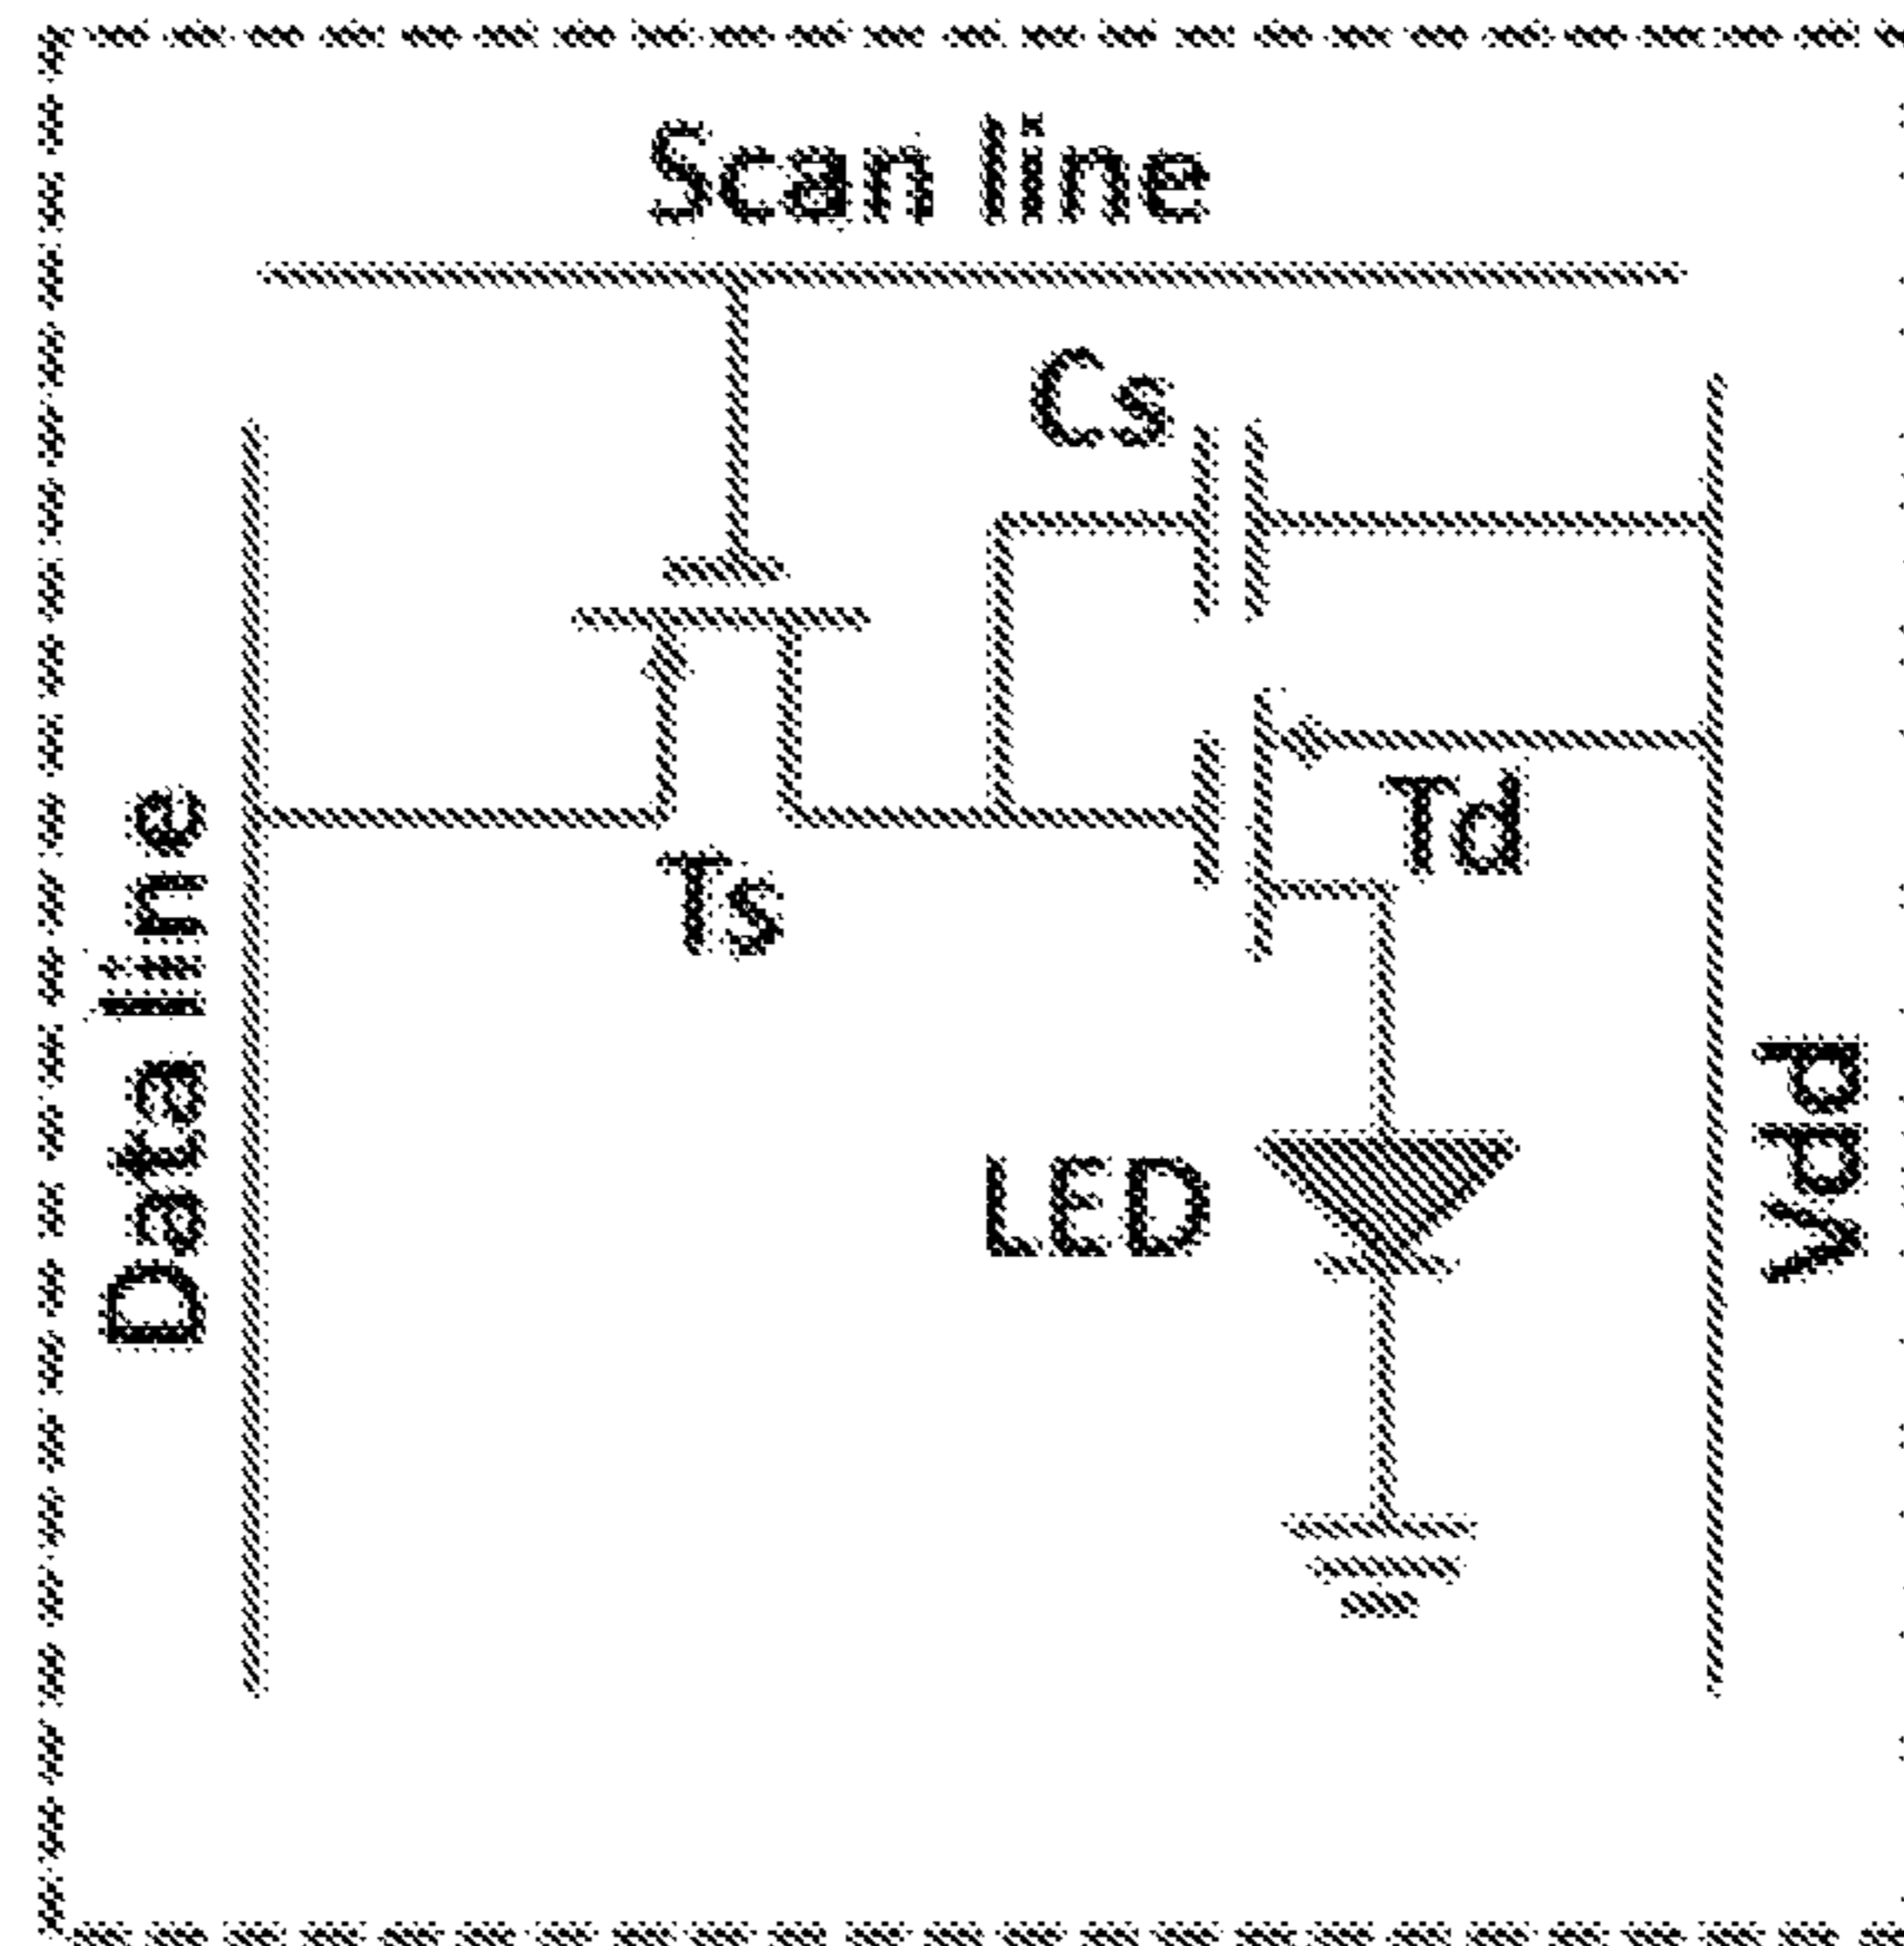 Scan line
Cs
Td
Ts
Data line
LED
Vdd